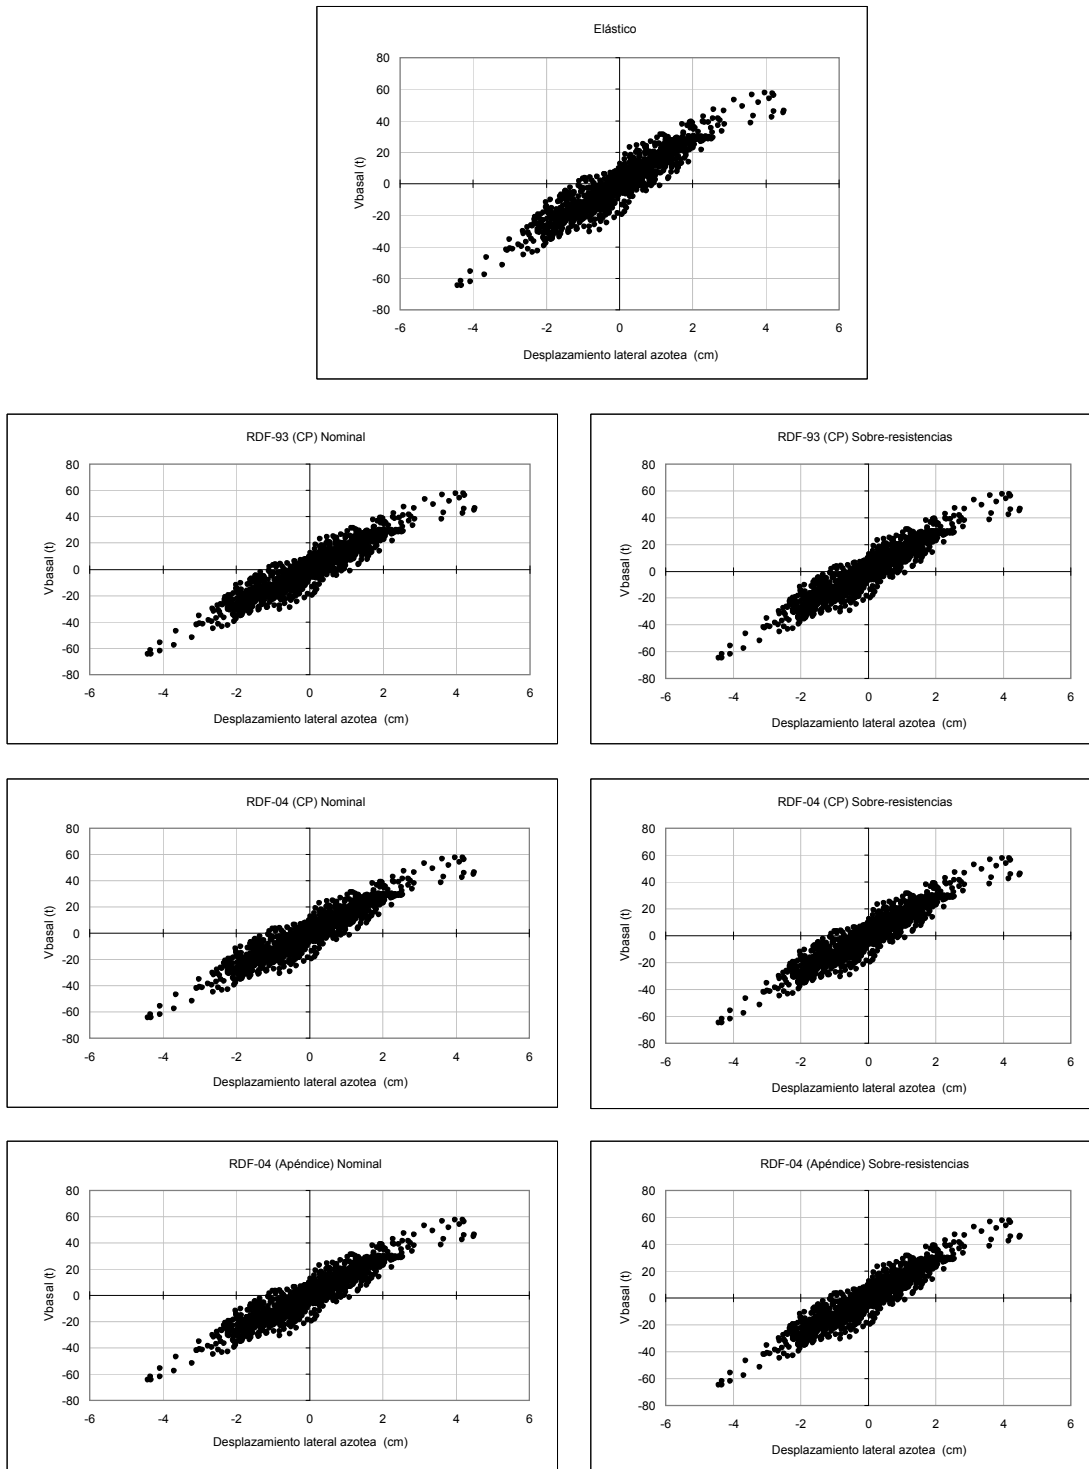 Elástico
80
60
40
20
0
-20
-40
-60
-80
-6 -4 -2 0 2 4 6
Vbasal (t)
Desplazamiento lateral azotea (cm)
RDF-93 (CP) Nominal
80
60
40
20
0
-20
-40
-60
-80
-6 -4 -2 0 2 4 6
Vbasal (t)
Desplazamiento lateral azotea (cm)
RDF-93 (CP) Sobre-resistencias
80
60
40
20
0
-20
-40
-60
-80
-6 -4 -2 0 2 4 6
Vbasal (t)
Desplazamiento lateral azotea (cm)
RDF-04 (CP) Nominal
80
60
40
20
0
-20
-40
-60
-80
-6 -4 -2 0 2 4 6
Vbasal (t)
Desplazamiento lateral azotea (cm)
RDF-04 (CP) Sobre-resistencias
80
60
40
20
0
-20
-40
-60
-80
-6 -4 -2 0 2 4 6
Vbasal (t)
Desplazamiento lateral azotea (cm)
RDF-04 (Apéndice) Nominal
80
60
40
20
0
-20
-40
-60
-80
-6 -4 -2 0 2 4 6
Vbasal (t)
Desplazamiento lateral azotea (cm)
RDF-04 (Apéndice) Sobre-resistencias
80
60
40
20
0
-20
-40
-60
-80
-6 -4 -2 0 2 4 6
Vbasal (t)
Desplazamiento lateral azotea (cm)